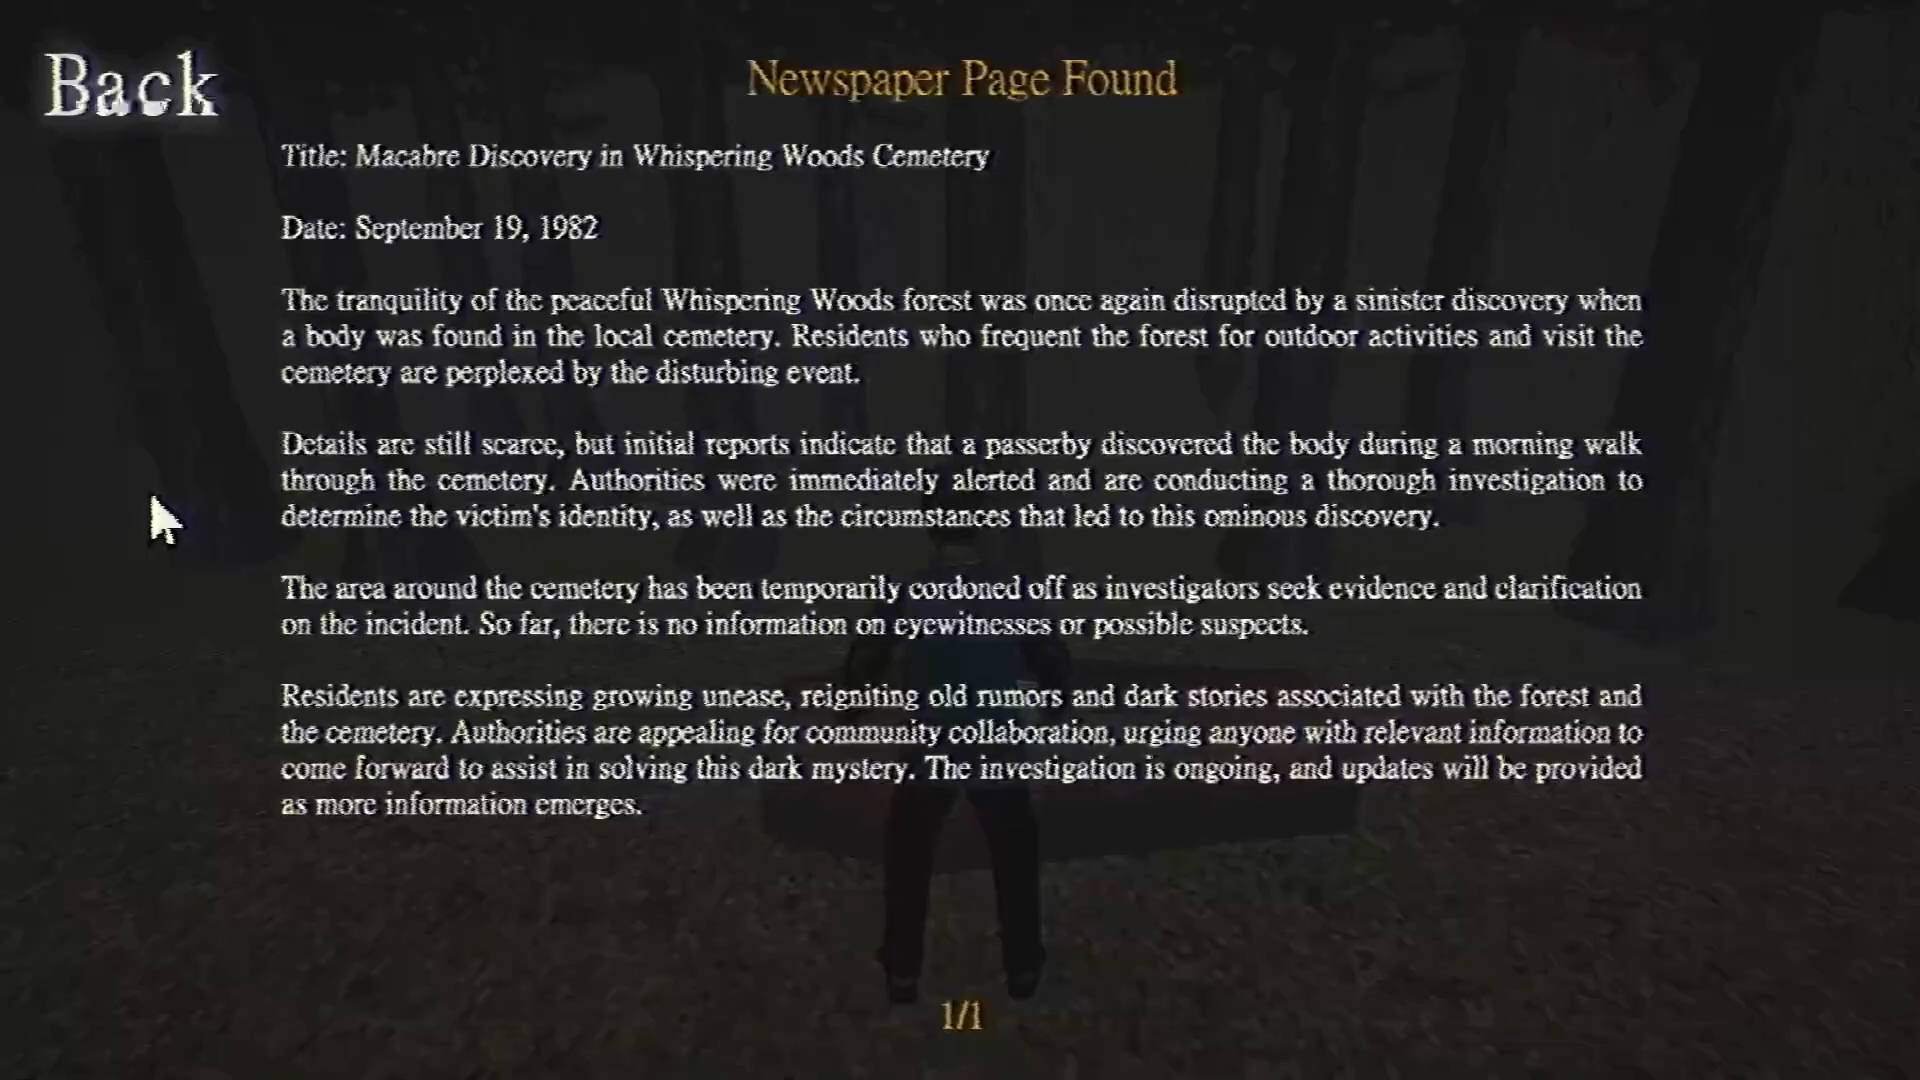 Back
Newspaper Page Found
Title: Macabre Discovery in Whispering Woods Cemetery
Date: September 19, 1982
The tranquility of the peaceful Whispering Woods forest was once again disrupted by a sinister discovery when
a body was found in the local cemetery. Residents who frequent the forest for outdoor activities and visit the
cemetery are perplexed by the disturbing event.
Details are still scarce, but initial reports indicate that a passerby discovered the body during a morning walk
through the cemetery. Authorities were immediately alerted and are conducting a thorough investigation to
determine the victim's identity, as well as the circumstances that led to this ominous discovery.
The area around the cemetery has been temporarily cordoned off as investigators seek evidence and clarification
on the incident. So far, there is no information on eyewitnesses or possible suspects.
Residents are expressing growing unease, reigniting old rumors and dark stories associated with the forest and
the cemetery. Authorities are appealing for community collaboration, urging anyone with relevant information to
come forward to assist in solving this dark mystery. The investigation is ongoing, and updates will be provided
as more information emerges.
1/1